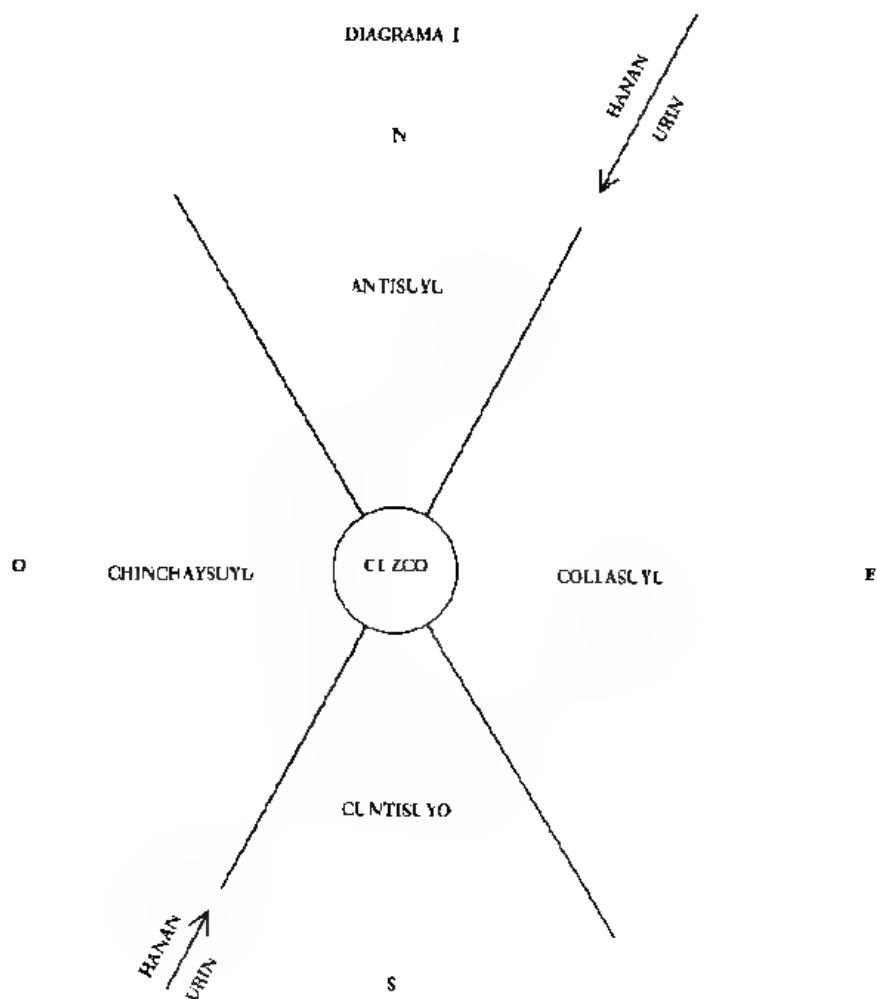 DIAGRAMA I
HANAN
URIN
N
ANTISUYU
O
CHINCHAYSUYU
CUZCO
COLLASUYU
E
CUNTISUYO
HANAN
URIN
S